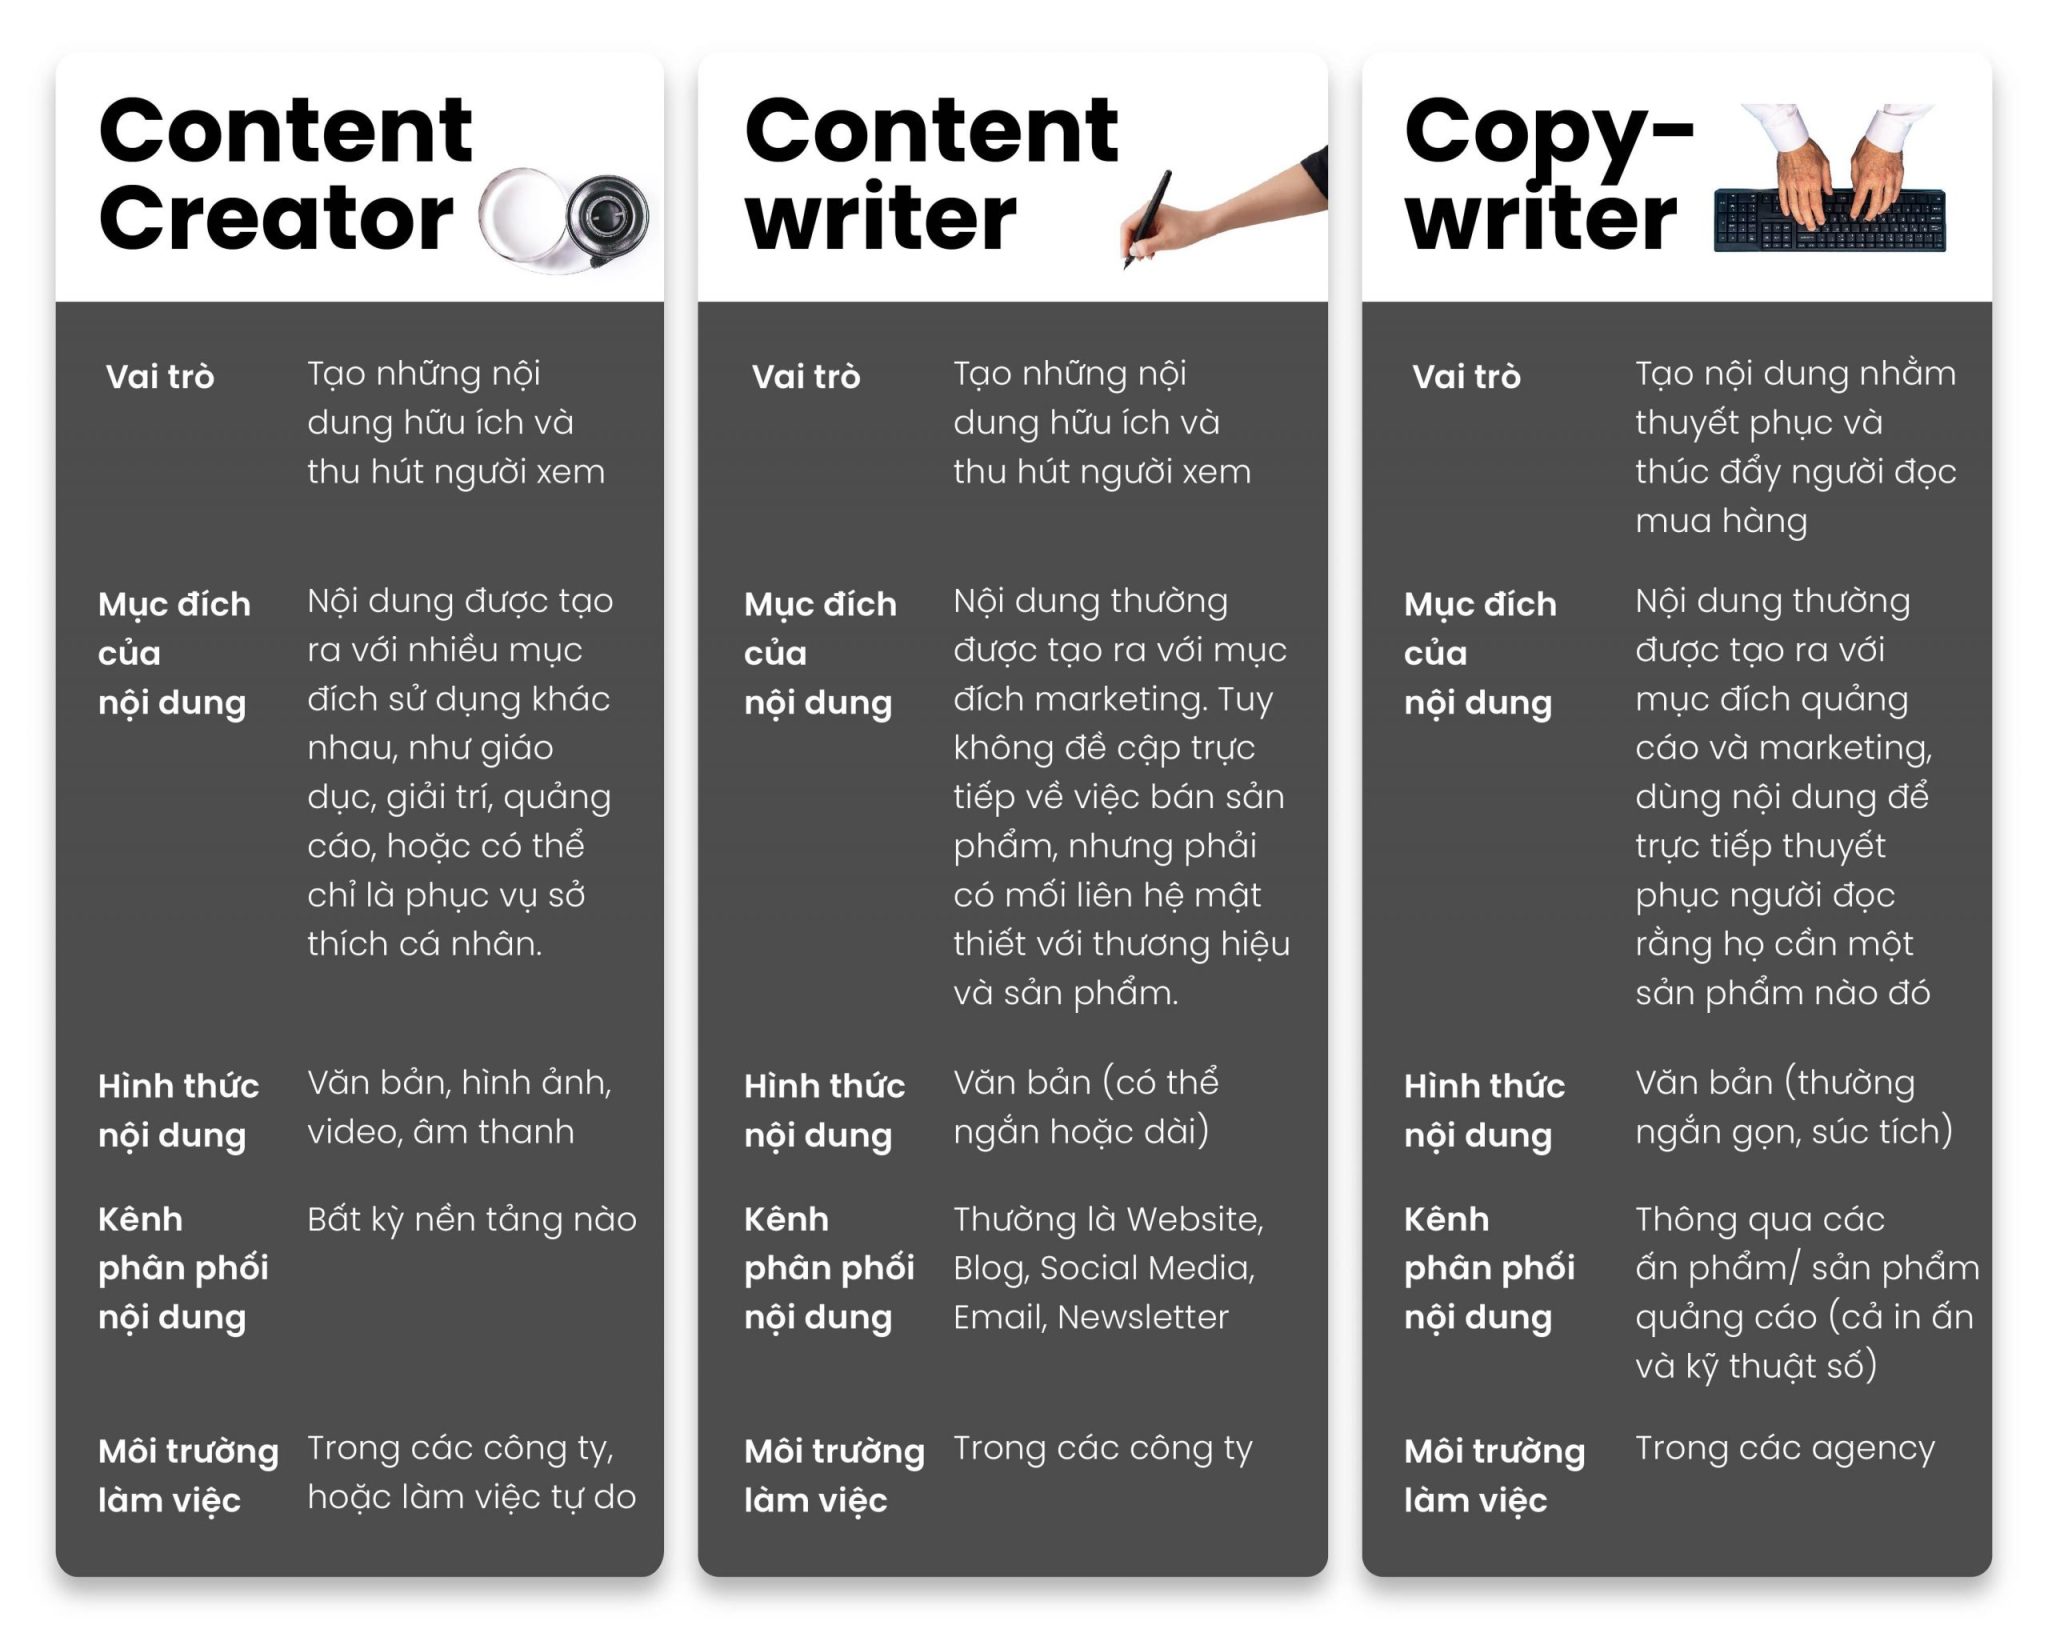 Content
Creator
Vai trò
Tạo những nội
dung hữu ích và
thu hút người xem
Mục đích
của
nội dung
Nội dung được tạo
ra với nhiều mục
đích sử dụng khác
nhau, như giáo
dục, giải trí, quảng
cáo, hoặc có thể
chỉ là phục vụ sở
thích cá nhân.
Hình thức
nội dung
Văn bản, hình ảnh,
video, âm thanh
Kênh
phân phối
nội dung
Bất kỳ nền tảng nào
Môi trường
làm việc
Trong các công ty,
hoặc làm việc tự do
Content
writer
Vai trò
Tạo những nội
dung hữu ích và
thu hút người xem
Mục đích
của
nội dung
Nội dung thường
được tạo ra với mục
đích marketing. Tuy
không đề cập trực
tiếp về việc bán sản
phẩm, nhưng phải
có mối liên hệ mật
thiết với thương hiệu
và sản phẩm.
Hình thức
nội dung
Văn bản (có thể
ngắn hoặc dài)
Kênh
phân phối
nội dung
Thường là Website,
Blog, Social Media,
Email, Newsletter
Môi trường
làm việc
Trong các công ty
Copy-
writer
Vai trò
Tạo nội dung nhằm
thuyết phục và
thúc đẩy người đọc
mua hàng
Mục đích
của
nội dung
Nội dung thường
được tạo ra với
mục đích quảng
cáo và marketing,
dùng nội dung để
trực tiếp thuyết
phục người đọc
rằng họ cần một
sản phẩm nào đó
Hình thức
nội dung
Văn bản (thường
ngắn gọn, súc tích)
Kênh
phân phối
nội dung
Thông qua các
ấn phẩm/ sản phẩm
quảng cáo (cả in ấn
và kỹ thuật số)
Môi trường
làm việc
Trong các agency